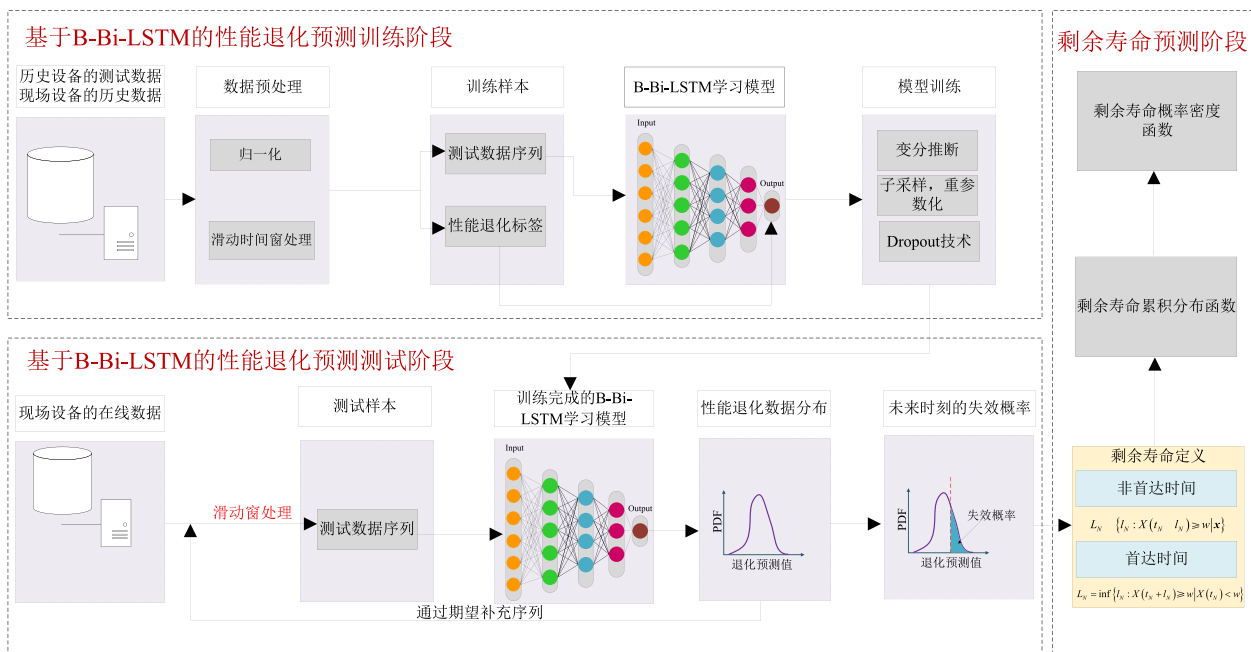 基于B-Bi-LSTM的性能退化预测训练阶段
历史设备的测试数据
现场设备的历史数据
数据预处理
归一化
滑动时间窗处理
训练样本
测试数据序列
性能退化标签
B-Bi-LSTM学习模型
Input
Output
模型训练
变分推断
子采样，重参
数化
Dropout技术
基于B-Bi-LSTM的性能退化预测测试阶段
现场设备的在线数据
滑动窗处理
测试样本
测试数据序列
训练完成的B-Bi-
LSTM学习模型
Input
Output
通过期望补充序列
性能退化数据分布
PDF
退化预测值
未来时刻的失效概率
PDF
失效概率
退化预测值
剩余寿命预测阶段
剩余寿命概率密度
函数
剩余寿命累积分布函数
剩余寿命定义
非首达时间
L_N {l_N : X(t_N l_N) ≥ w|x}
首达时间
L_N = inf{l_N : X(t_N + l_N) ≥ w|X(t_N) < w}